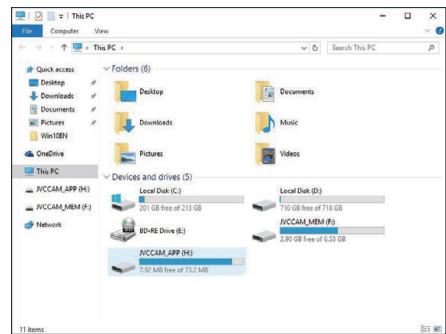 This PC
File Computer View
This PC
Search This PC
Quick access
Desktop
Downloads
Documents
Pictures
Win10EN
OneDrive
This PC
JVCCAM_APP (H:)
JVCCAM_MEM (F:)
Network
Folders (6)
Desktop
Documents
Downloads
Music
Pictures
Videos
Devices and drives (5)
Local Disk (C:)
201 GB free of 213 GB
Local Disk (D:)
710 GB free of 718 GB
BD-RE Drive (E:)
JVCCAM_MEM (F:)
2.90 GB free of 6.53 GB
JVCCAM_APP (H:)
7.92 MB free of 73.2 MB
11 items